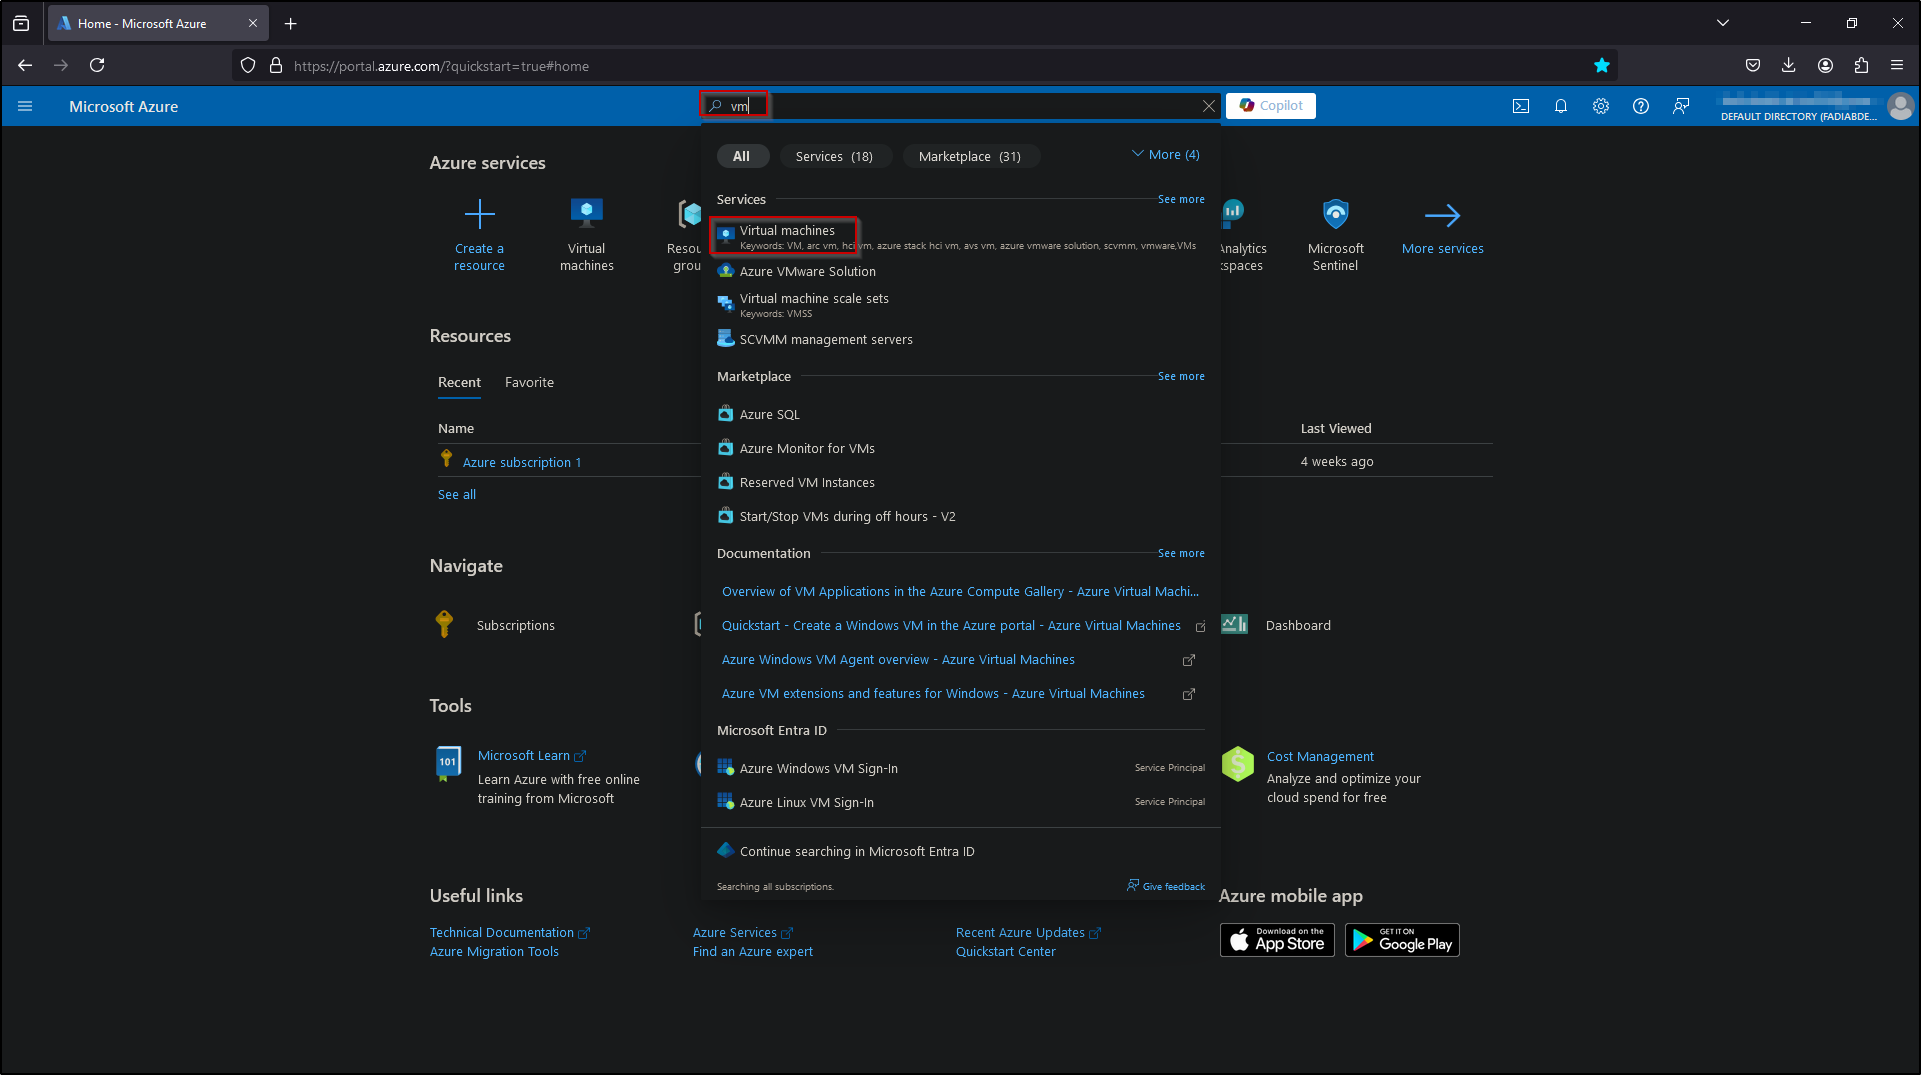 Home - Microsoft Azure
https://portal.azure.com/?quickstart=true#home
Microsoft Azure
vm
Copilot
DEFAULT DIRECTORY (FADIABDE...
All
Services (18)
Marketplace (31)
More (4)
Azure services
Create a
resource
Virtual
machines
Resou
grou
Analytics
kspaces
Microsoft
Sentinel
More services
Services
See more
Virtual machines
Keywords: VM, arc vm, hci vm, azure stack hci vm, avs vm, azure vmware solution, scvmm, vmware,VMs
Azure VMware Solution
Virtual machine scale sets
Keywords: VMSS
SCVMM management servers
Marketplace
See more
Azure SQL
Azure Monitor for VMs
Reserved VM Instances
Start/Stop VMs during off hours - V2
Documentation
See more
Overview of VM Applications in the Azure Compute Gallery - Azure Virtual Machi...
Quickstart - Create a Windows VM in the Azure portal - Azure Virtual Machines
Azure Windows VM Agent overview - Azure Virtual Machines
Azure VM extensions and features for Windows - Azure Virtual Machines
Microsoft Entra ID
Azure Windows VM Sign-In
Service Principal
Azure Linux VM Sign-In
Service Principal
Continue searching in Microsoft Entra ID
Searching all subscriptions.
Give feedback
Resources
Recent
Favorite
Name
Last Viewed
Azure subscription 1
4 weeks ago
See all
Navigate
Subscriptions
Dashboard
Tools
101
Microsoft Learn
Learn Azure with free online
training from Microsoft
Cost Management
Analyze and optimize your
cloud spend for free
Useful links
Technical Documentation
Azure Migration Tools
Azure Services
Find an Azure expert
Recent Azure Updates
Quickstart Center
Azure mobile app
Download on the
App Store
GET IT ON
Google Play